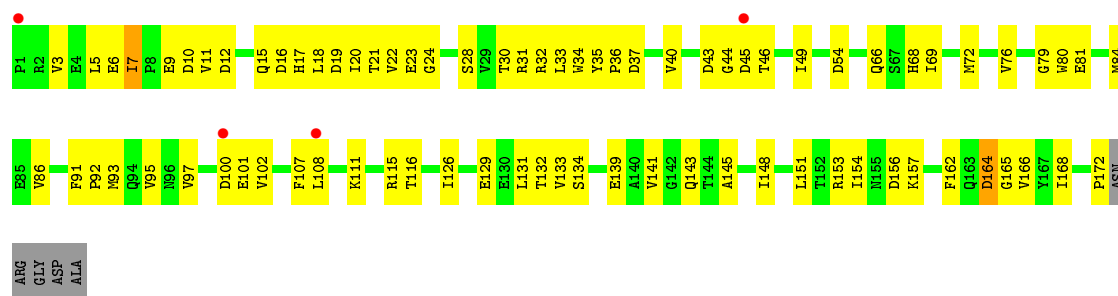 P1 R2 V3 E4 L5 E6 I7 P8 E9 D10 V11 D12 Q15 D16 H17 L18 D19 I20 T21 V22 E23 G24 S28 V29 T30 R31 R32 L33 W34 Y35 P36 D37 V40 D43 G44 D45 T46 I49 D54 Q66 S67 H68 I69 M72 V76 G79 W80 E81 M84
E85 V86 F91 P92 M93 Q94 V95 N96 V97 D100 E101 V102 F107 L108 K111 R115 T116 I126 E129 E130 L131 T132 V133 S134 E139 A140 V141 G142 Q143 T144 A145 I148 L151 T152 R153 I154 N155 D156 K157 F162 Q163 D164 G165 V166 Y167 I168 P172 ASN
ARG GLY ASP ALA